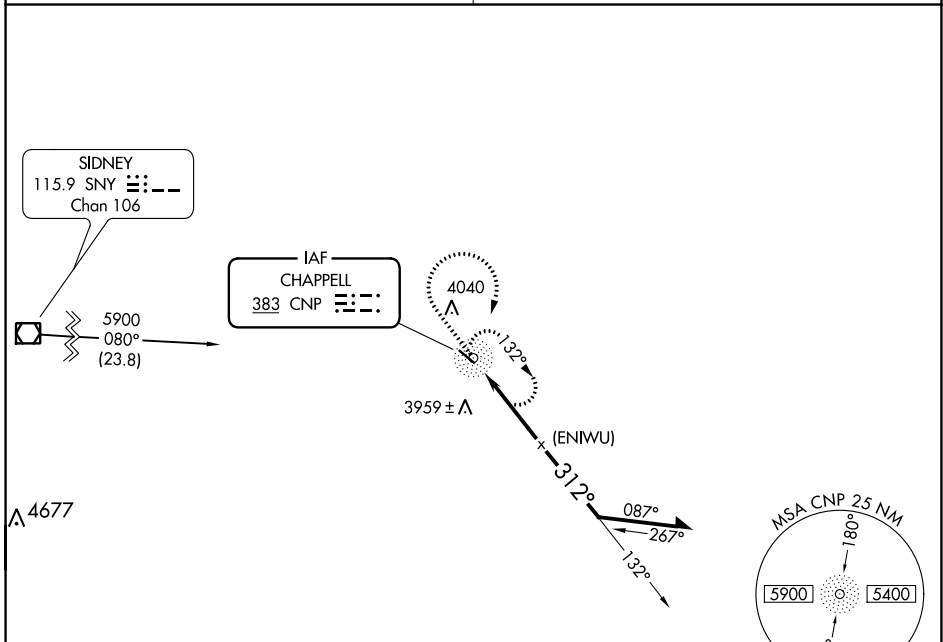 SIDNEY
115.9 SNY
Chan 106
IAF
CHAPPELL
383 CNP
5900
080°
(23.8)
4040
132°
3959 ±
(ENIWU)
312°
087°
267°
132°
4677
MSA CNP 25 NM
180°
5900
5400